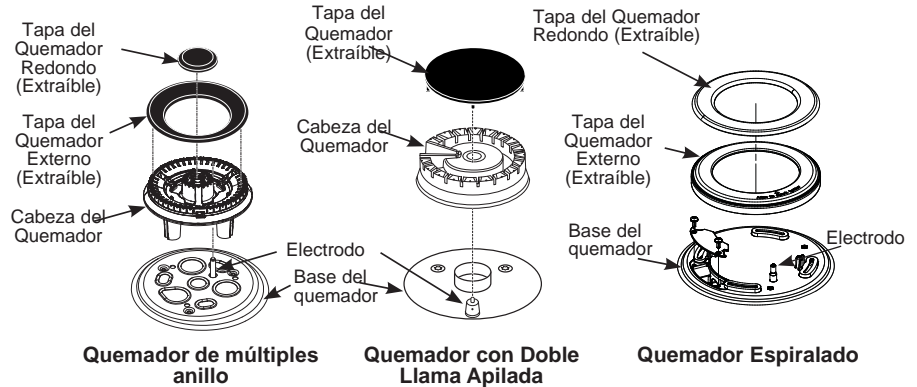 Tapa del
Quemador
Redondo
(Extraíble)
Tapa del
Quemador
Externo
(Extraíble)
Cabeza del
Quemador
Tapa del
Quemador
(Extraíble)
Cabeza del
Quemador
Electrodo
Base del
quemador
Tapa del Quemador
Redondo (Extraíble)
Tapa del
Quemador
Externo
(Extraíble)
Base del
quemador
Electrodo
Quemador de múltiples
anillo
Quemador con Doble
Llama Apilada
Quemador Espiralado